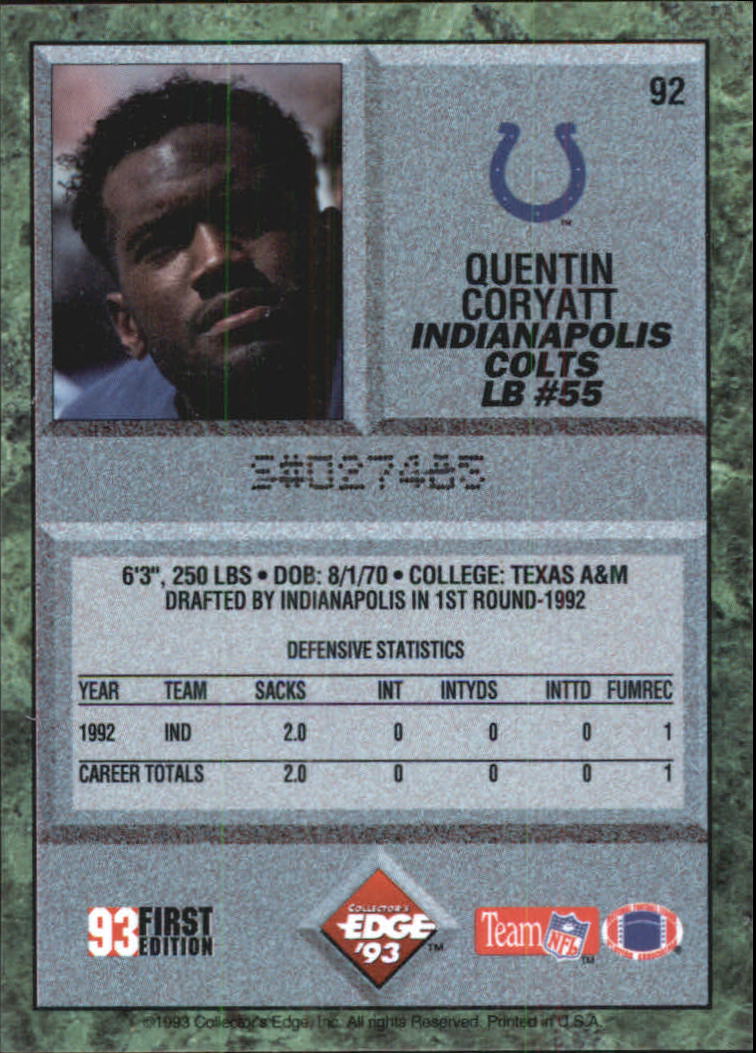 92
QUENTIN
CORYATT
INDIANAPOLIS
COLTS
LB #55
S#027485
6'3", 250 LBS • DOB: 8/1/70 • COLLEGE: TEXAS A&M
DRAFTED BY INDIANAPOLIS IN 1ST ROUND-1992
DEFENSIVE STATISTICS
YEAR TEAM SACKS INT INTYDS INTTD FUMREC
1992 IND 2.0 0 0 0 1
CAREER TOTALS 2.0 0 0 0 1
93 FIRST
EDITION
COLLECTOR'S
EDGE
'93 ™
Team NFL ™
©1993 Collector's Edge, Inc. All rights Reserved. Printed in U.S.A.